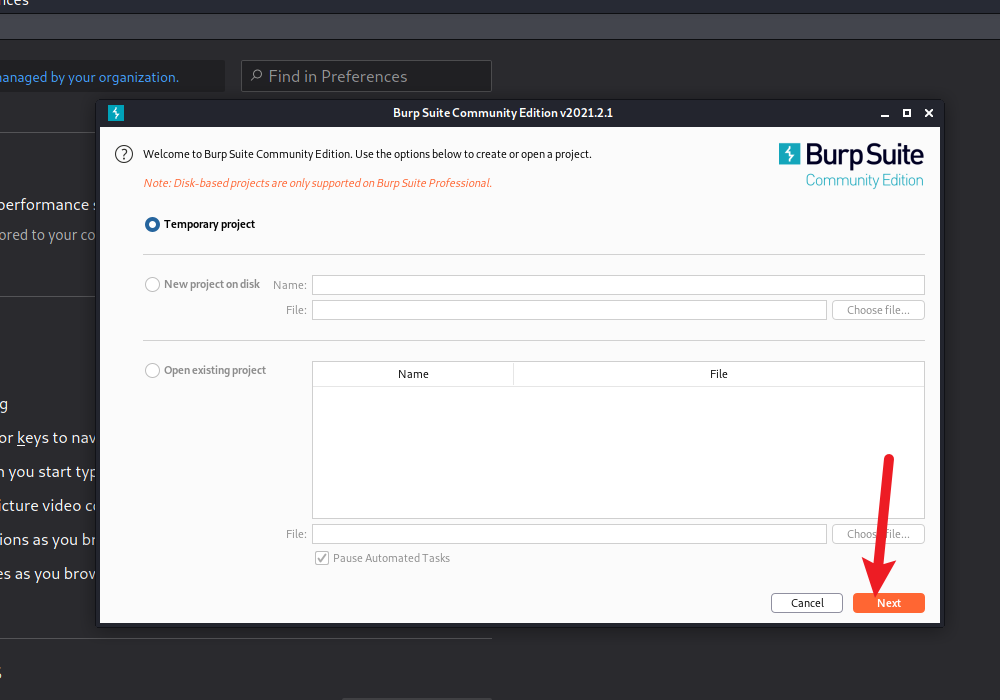 nces
managed by your organization.
Find in Preferences
Burp Suite Community Edition v2021.2.1
Welcome to Burp Suite Community Edition. Use the options below to create or open a project.
Note: Disk-based projects are only supported on Burp Suite Professional.
Burp Suite
Community Edition
performance s
ored to your co
Temporary project
New project on disk
Name:
File:
Choose file...
Open existing project
Name
File
g
or keys to nav
n you start typ
icture video co
ions as you br
es as you brow
File:
Choose file...
Pause Automated Tasks
Cancel
Next